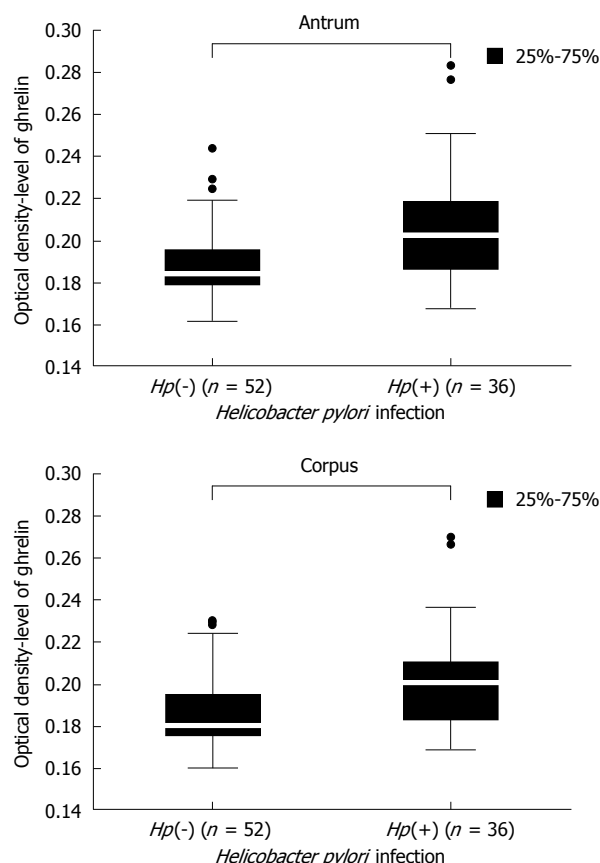 Antrum
25%-75%
Optical density-level of ghrelin
0.30
0.28
0.26
0.24
0.22
0.20
0.18
0.16
0.14
Hp(-) (n = 52) Hp(+) (n = 36)
Helicobacter pylori infection
Corpus
25%-75%
Optical density-level of ghrelin
0.30
0.28
0.26
0.24
0.22
0.20
0.18
0.16
0.14
Hp(-) (n = 52) Hp(+) (n = 36)
Helicobacter pylori infection